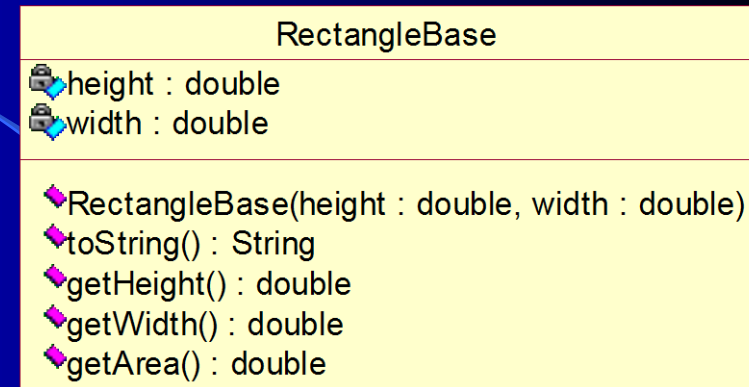 RectangleBase
height : double
width : double
RectangleBase(height : double, width : double)
toString() : String
getHeight() : double
getWidth() : double
getArea() : double